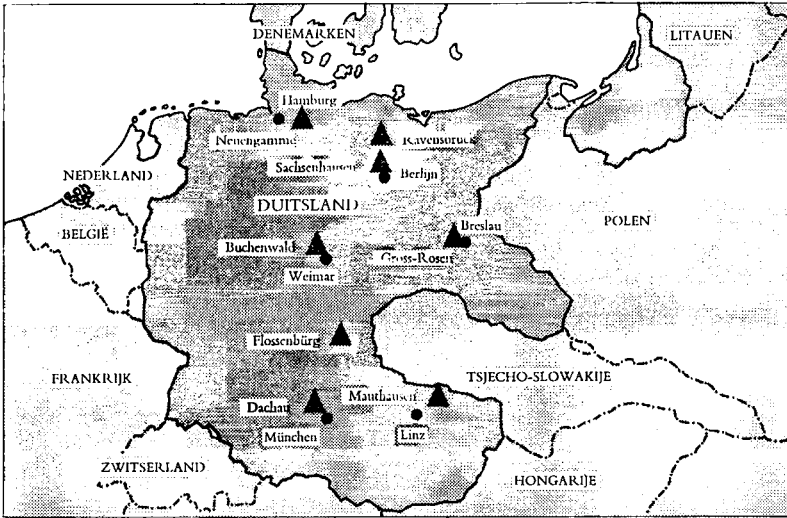 DENEMARKEN
LITAUEN
Hamburg
Neuengamme
Ravensbrück
NEDERLAND
Sachsenhausen
Berlijn
DUITSLAND
POLEN
BELGIË
Breslau
Buchenwald
Gross-Rosen
Weimar
Flossenbürg
FRANKRIJK
TSJECHO-SLOWAKIJE
Dachau
Mauthausen
München
Linz
ZWITSERLAND
HONGARIJE